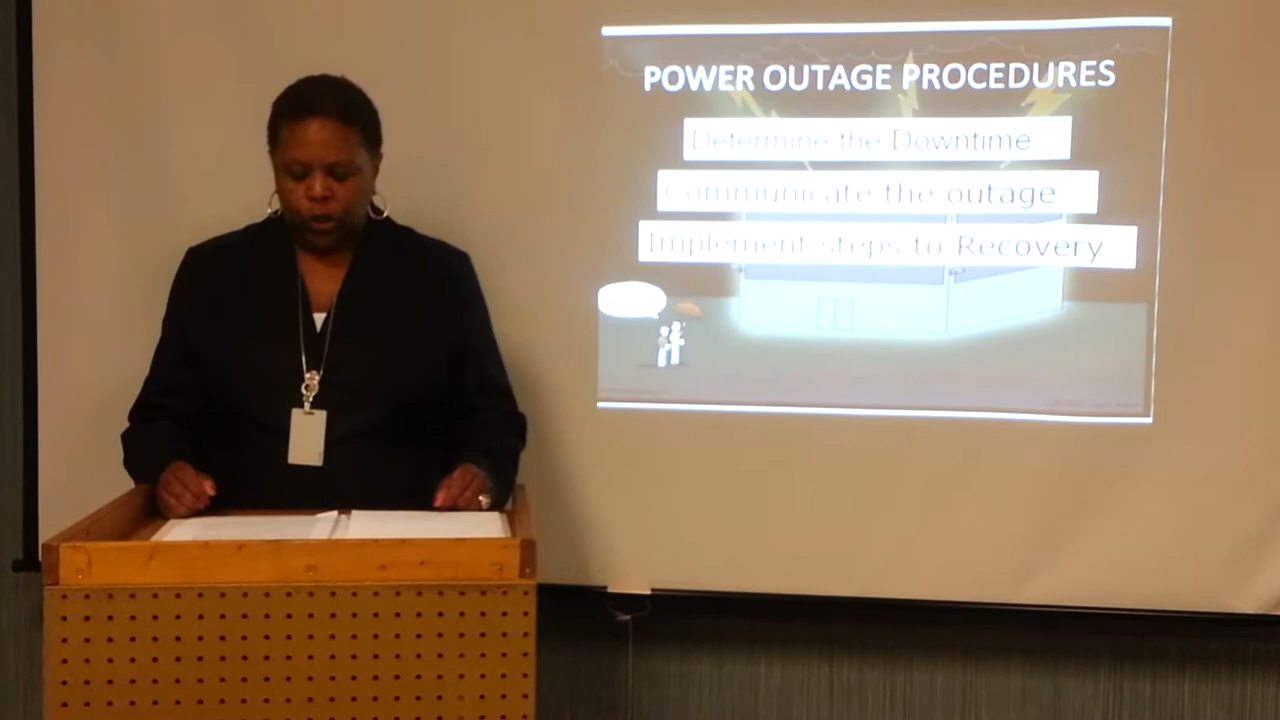 POWER OUTAGE PROCEDURES
Determine the Downtime
Communicate the outage
Implement steps to Recovery